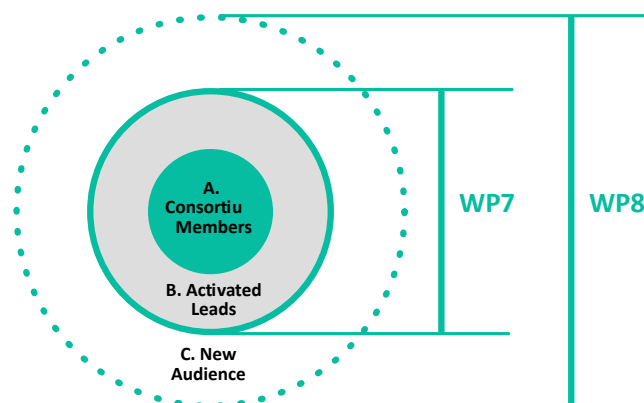 A.
Consortiu
Members
B. Activated
Leads
C. New
Audience
WP7
WP8